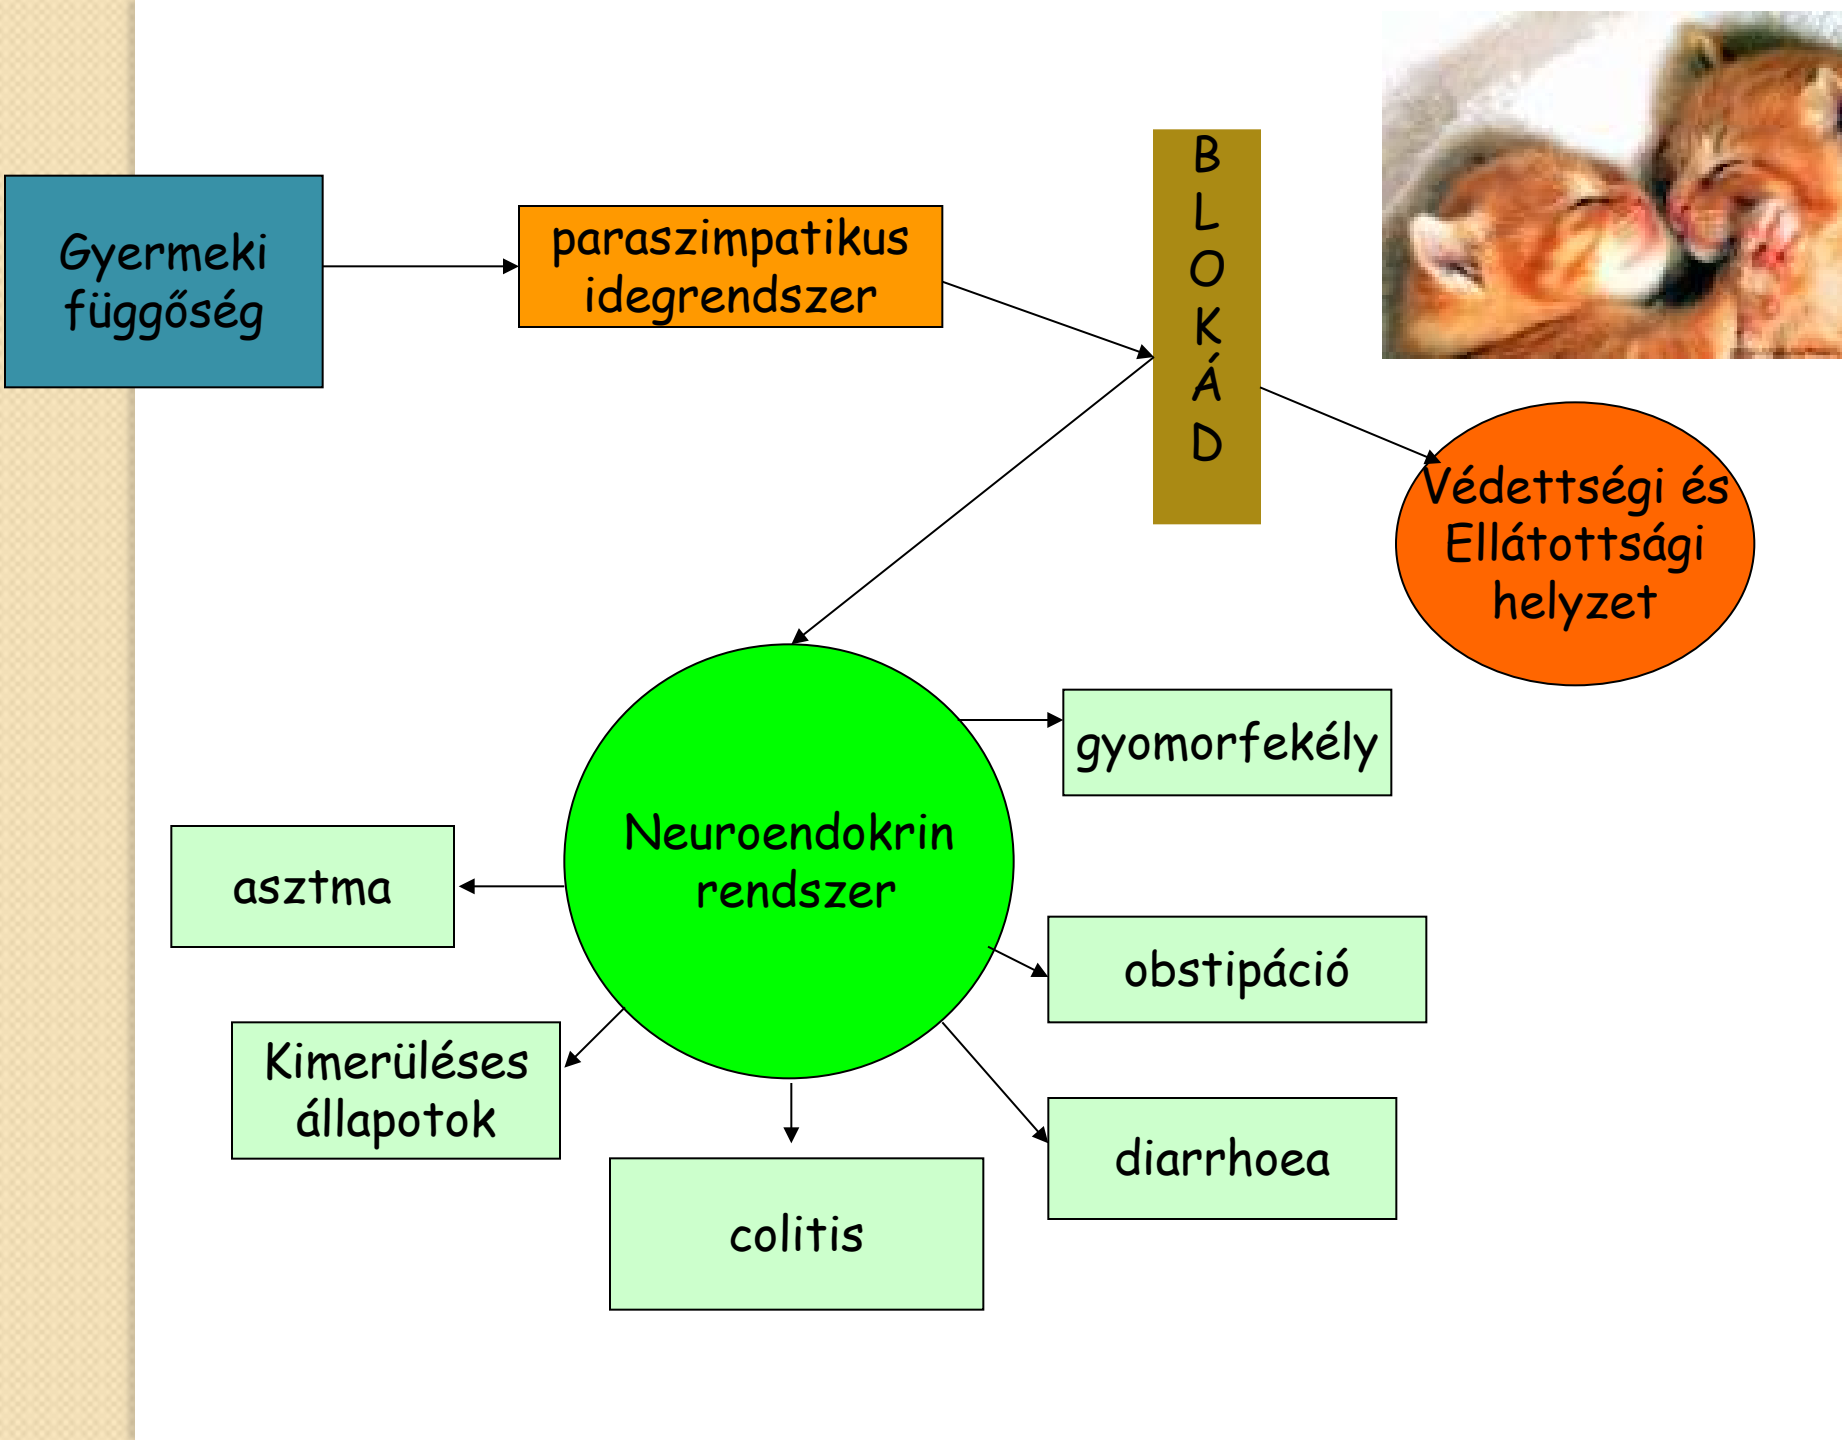 Gyermeki
függőség
paraszimpatikus
idegrendszer
B
L
O
K
Á
D
Védettségi és
Ellátottsági
helyzet
Neuroendokrin
rendszer
gyomorfekély
asztma
obstipáció
Kimerüléses
állapotok
diarrhoea
colitis